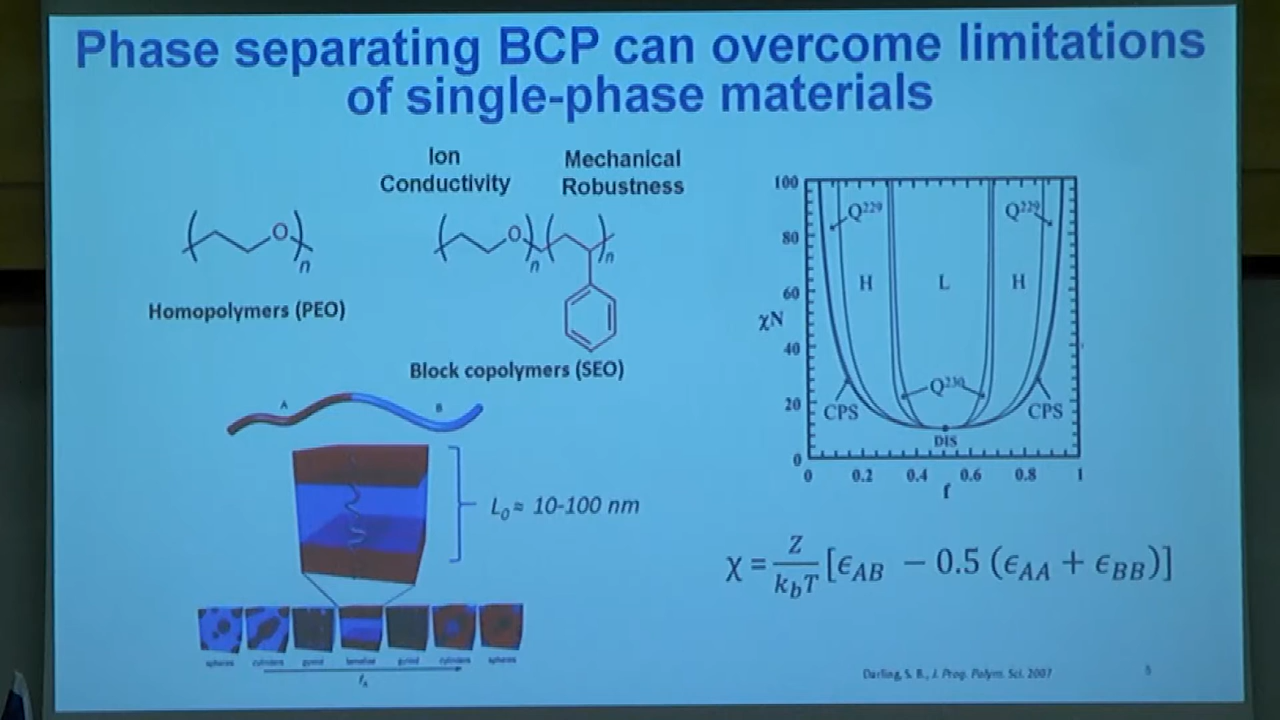 Phase separating BCP can overcome limitations
of single-phase materials
Ion
Conductivity
Mechanical
Robustness
O
n
O
n
n
Homopolymers (PEO)
Block copolymers (SEO)
A
B
L₀ ≈ 10-100 nm
spheres cylinders gyroid lamellae gyroid cylinders spheres
f_A
100
80
60
40
20
0
χN
Q²²⁹
Q²²⁹
H
L
H
Q²³⁰
CPS
CPS
DIS
0 0.2 0.4 0.6 0.8 1
f
χ = Z/(k_bT) [ϵ_AB − 0.5 (ϵ_AA + ϵ_BB)]
Darling, S. B., J. Prog. Polym. Sci. 2007